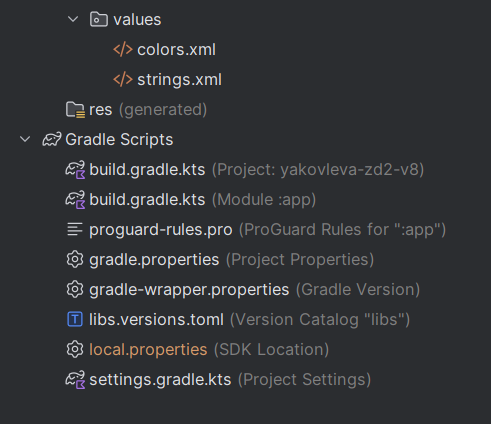 values
colors.xml
strings.xml
res (generated)
Gradle Scripts
build.gradle.kts (Project: yakovleva-zd2-v8)
build.gradle.kts (Module :app)
proguard-rules.pro (ProGuard Rules for ":app")
gradle.properties (Project Properties)
gradle-wrapper.properties (Gradle Version)
libs.versions.toml (Version Catalog "libs")
local.properties (SDK Location)
settings.gradle.kts (Project Settings)